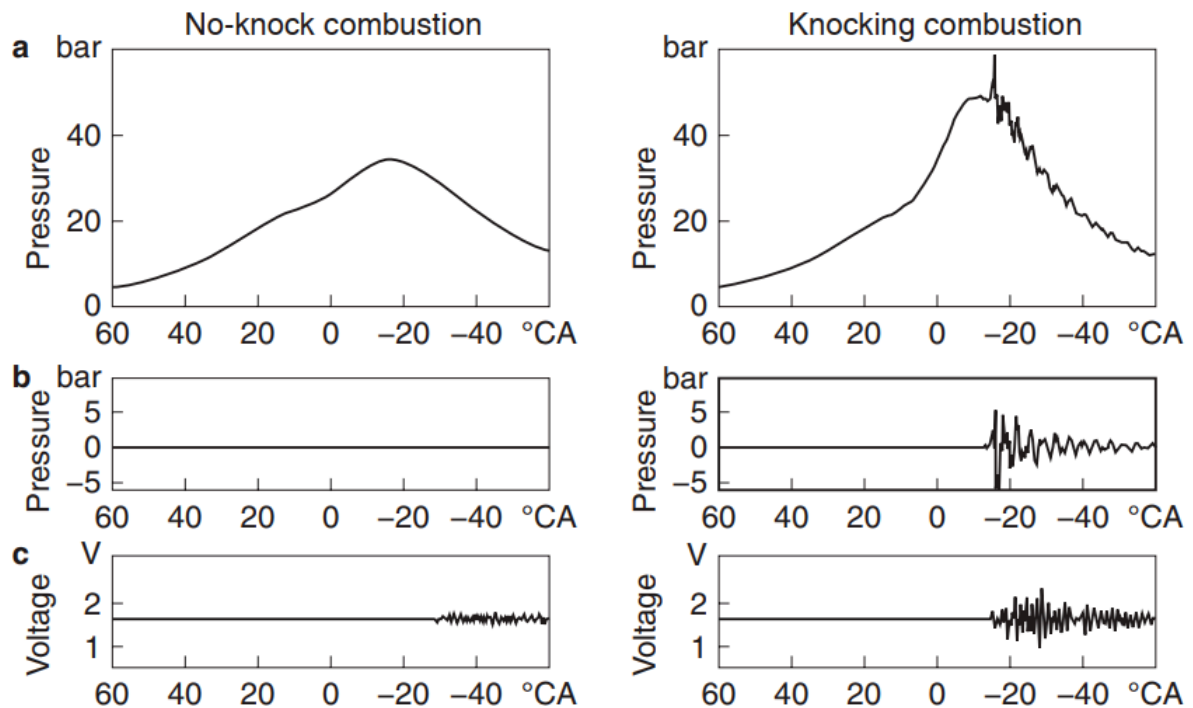 No-knock combustion Knocking combustion
a bar bar
Pressure 40 20 0 Pressure 40 20 0
60 40 20 0 −20 −40 °CA 60 40 20 0 −20 −40 °CA
b bar bar
Pressure 5 0 −5 Pressure 5 0 −5
60 40 20 0 −20 −40 °CA 60 40 20 0 −20 −40 °CA
c V V
Voltage 2 1 Voltage 2 1
60 40 20 0 −20 −40 °CA 60 40 20 0 −20 −40 °CA